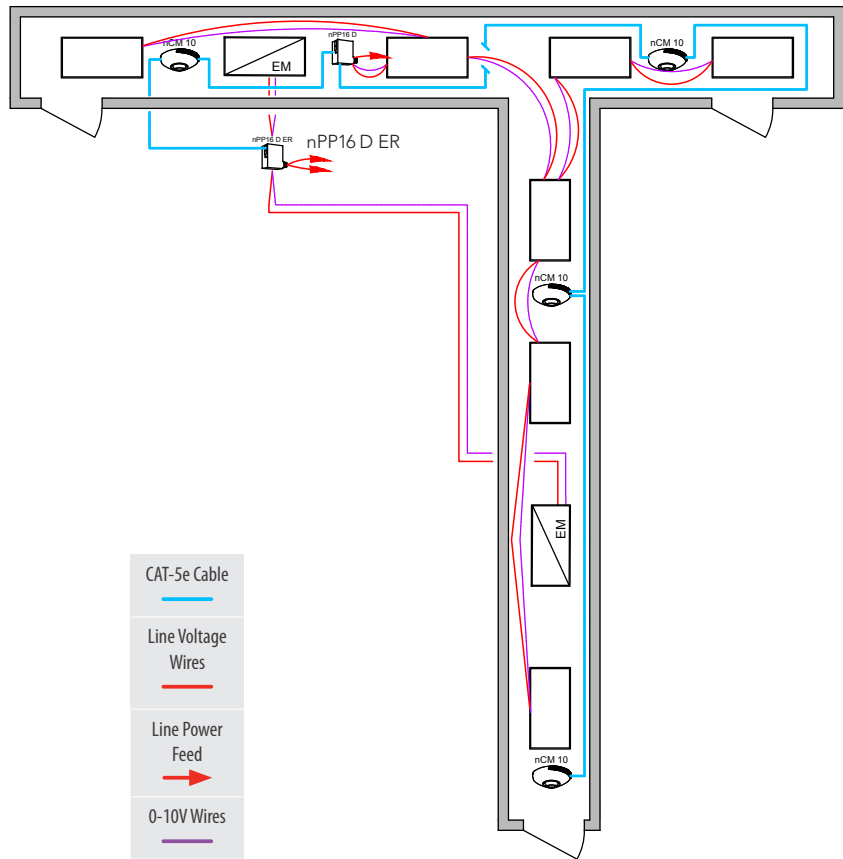 nCM 10
EM
nPP16 D
nCM 10
nPP16 D ER
nPP16 D ER
nCM 10
EM
nCM 10
CAT-5e Cable
Line Voltage
Wires
Line Power
Feed
0-10V Wires